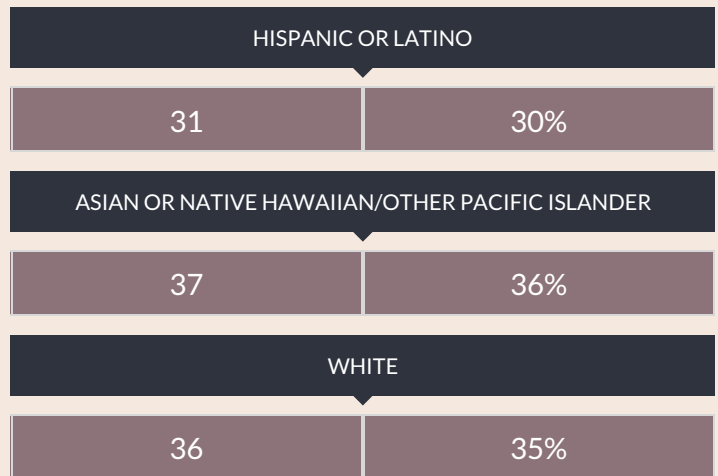 HISPANIC OR LATINO
31 30%
ASIAN OR NATIVE HAWAIIAN/OTHER PACIFIC ISLANDER
37 36%
WHITE
36 35%